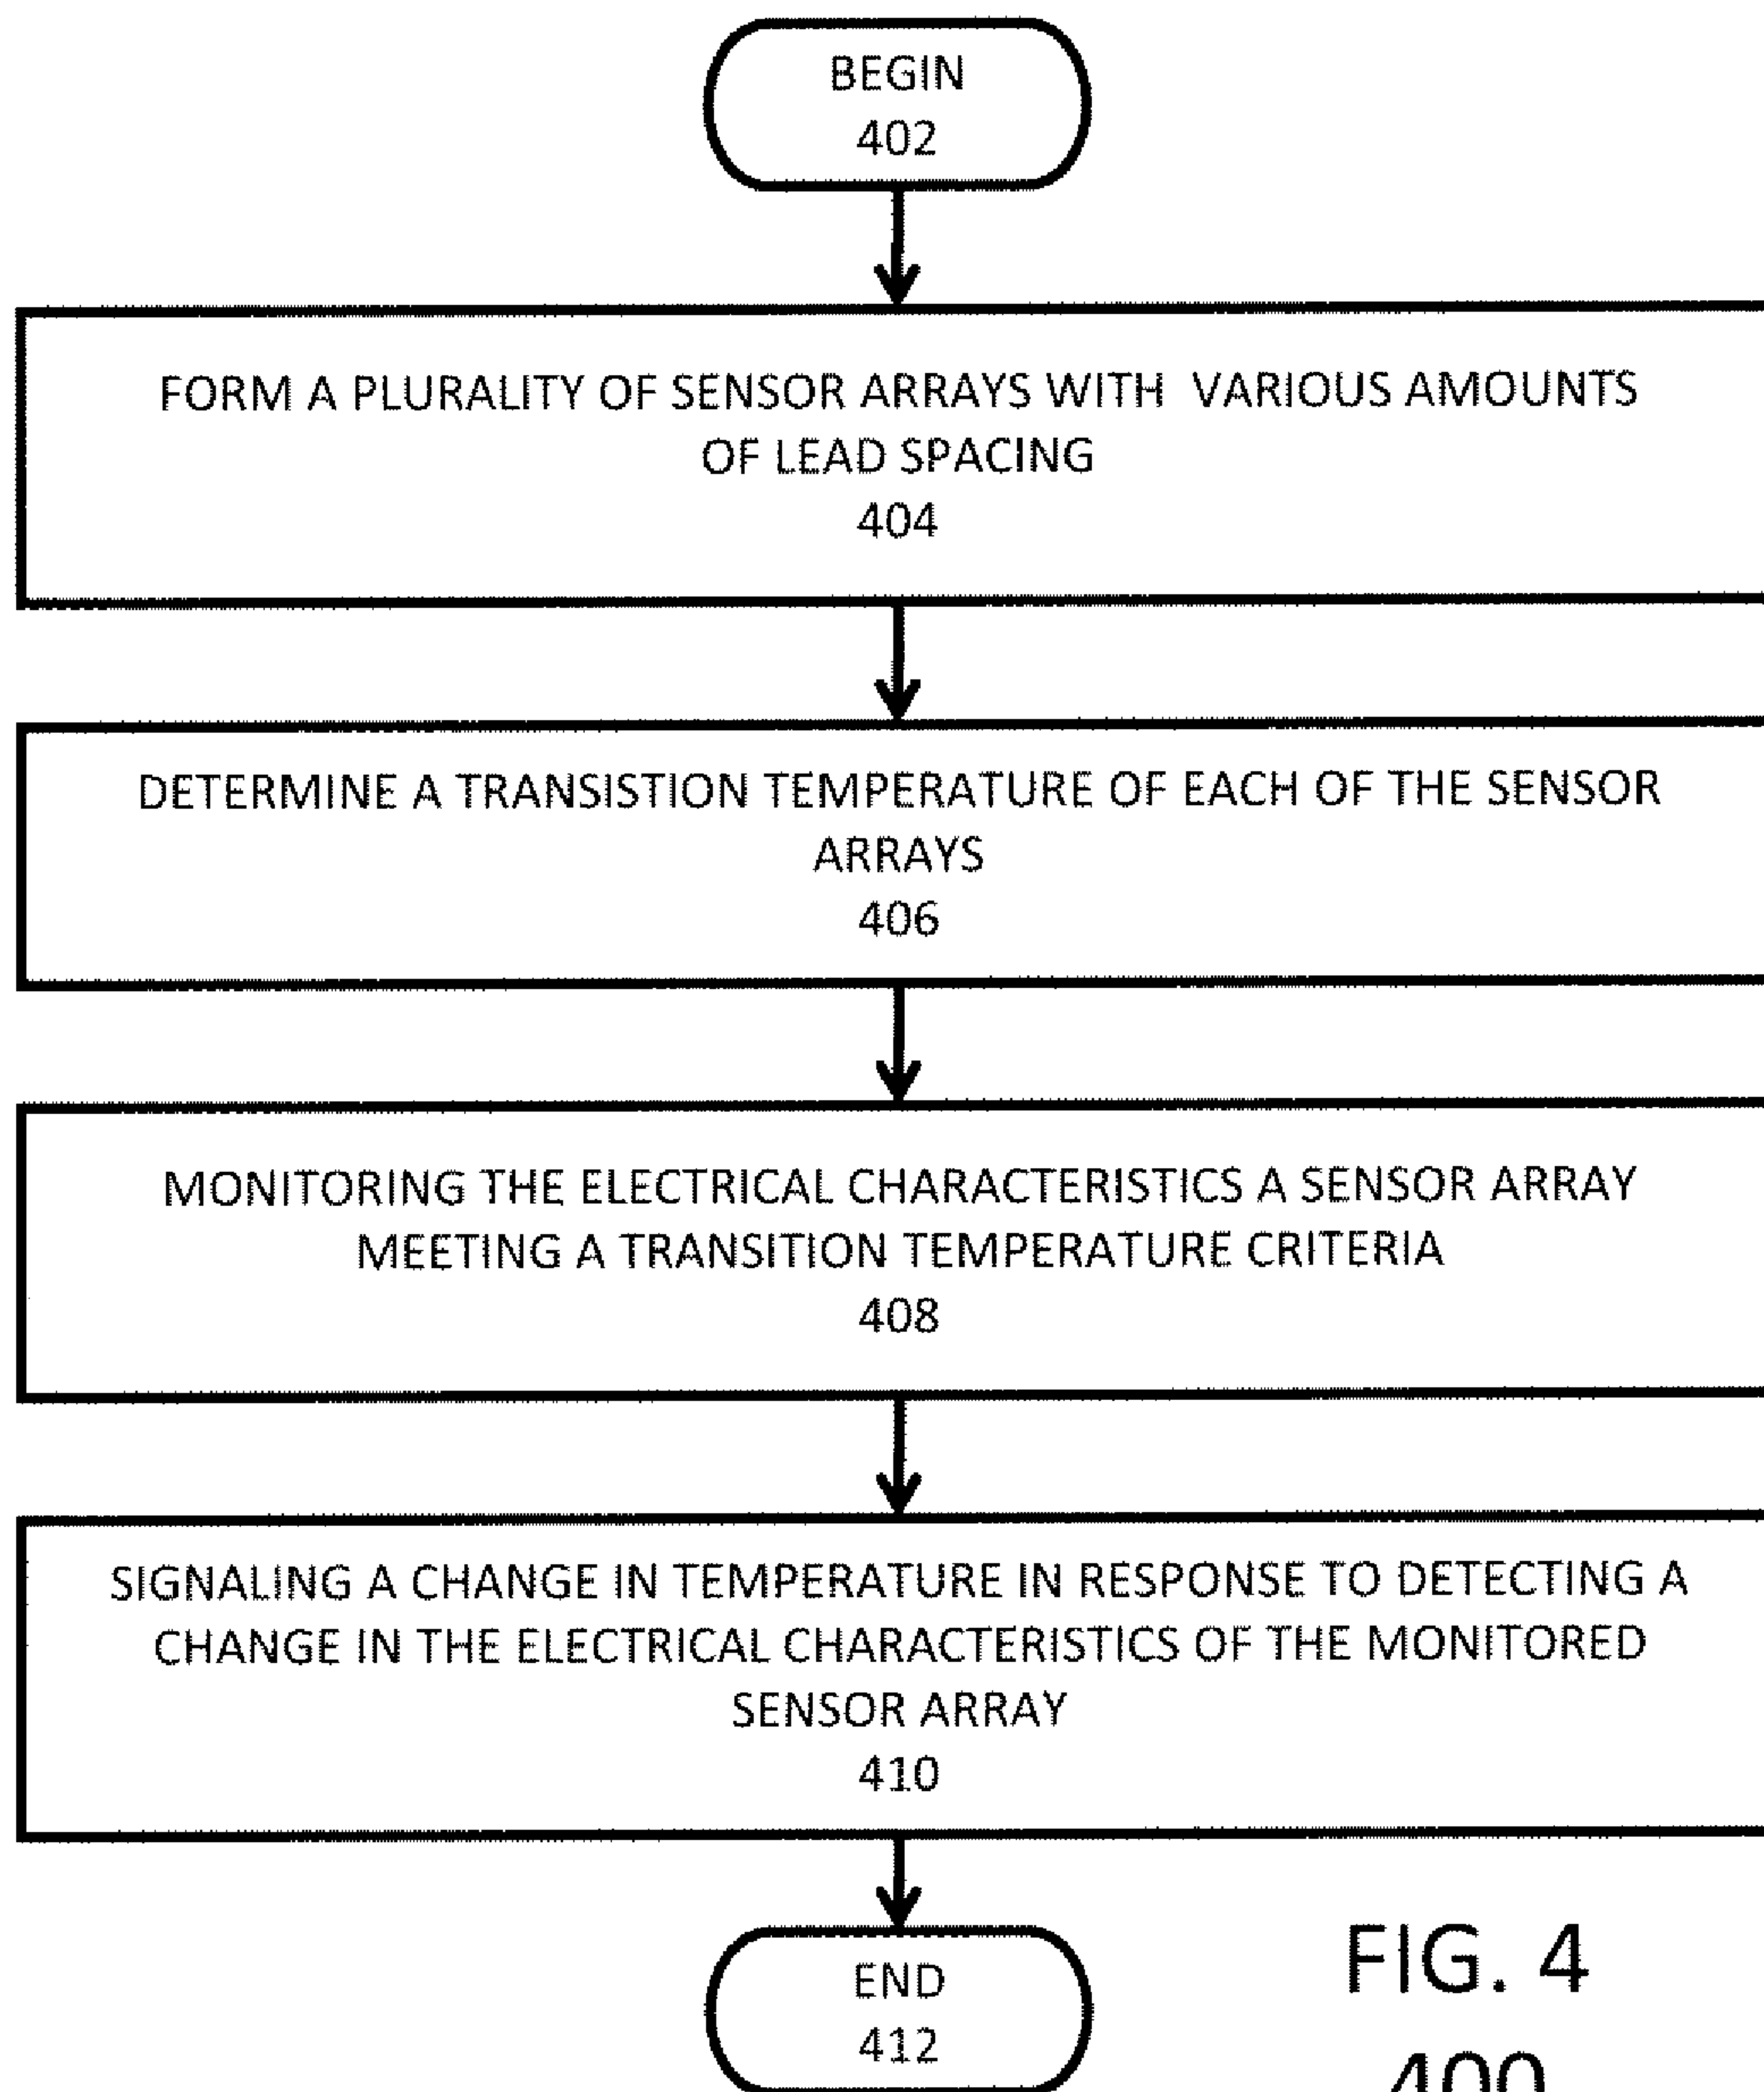 BEGIN
402
FORM A PLURALITY OF SENSOR ARRAYS WITH VARIOUS AMOUNTS
OF LEAD SPACING
404
DETERMINE A TRANSISTION TEMPERATURE OF EACH OF THE SENSOR
ARRAYS
406
MONITORING THE ELECTRICAL CHARACTERISTICS A SENSOR ARRAY
MEETING A TRANSITION TEMPERATURE CRITERIA
408
SIGNALING A CHANGE IN TEMPERATURE IN RESPONSE TO DETECTING A
CHANGE IN THE ELECTRICAL CHARACTERISTICS OF THE MONITORED
SENSOR ARRAY
410
END
412
FIG. 4
400